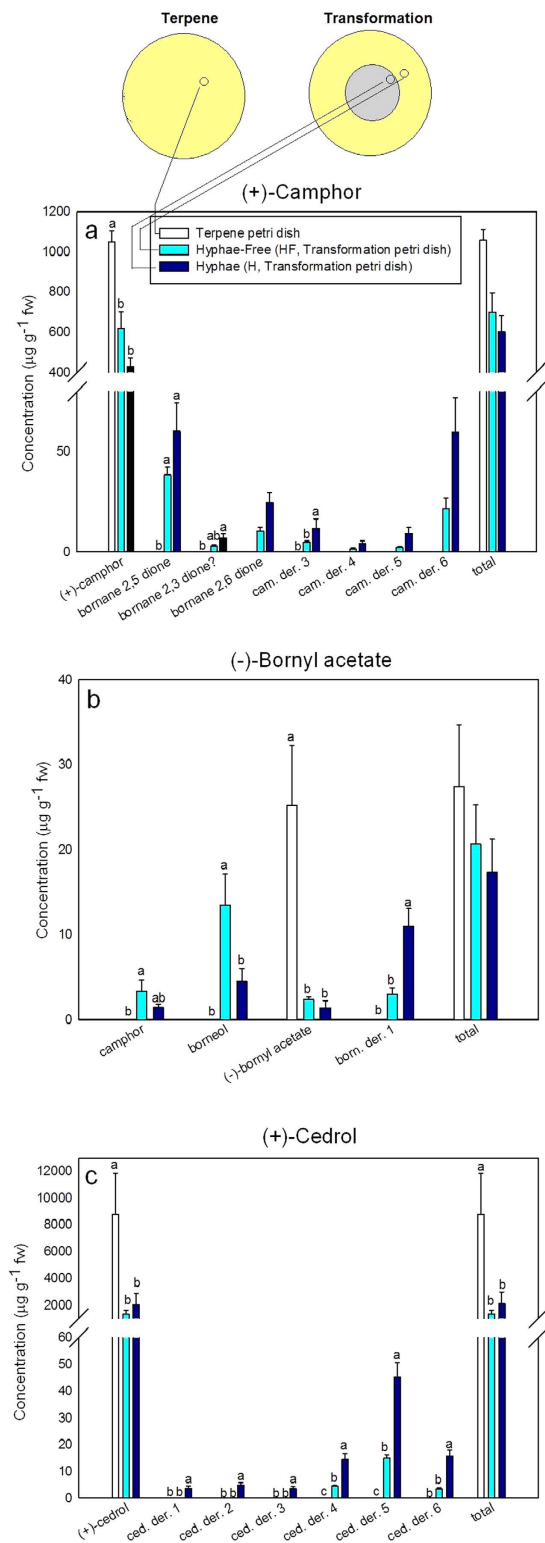 Terpene
Transformation
(+)-Camphor
a
Terpene petri dish
Hyphae-Free (HF, Transformation petri dish)
Hyphae (H, Transformation petri dish)
Concentration (µg g-1 fw)
1200
1000
800
600
400
50
0
a
b
b
b
a
a
b
ab
a
b
b
a
(+)-camphor
bornane 2,5 dione
bornane 2,3 dione?
bornane 2,6 dione
cam. der. 3
cam. der. 4
cam. der. 5
cam. der. 6
total
(-)-Bornyl acetate
b
Concentration (µg g-1 fw)
40
30
20
10
0
b
a
ab
b
a
b
a
b
b
b
b
a
camphor
borneol
(-)-bornyl acetate
born. der. 1
total
(+)-Cedrol
c
Concentration (µg g-1 fw)
12000
10000
8000
6000
4000
2000
60
50
40
30
20
10
0
a
b
b
b
b
a
b
b
a
b
b
a
c
b
a
c
b
a
b
b
a
a
b
b
(+)-cedrol
ced. der. 1
ced. der. 2
ced. der. 3
ced. der. 4
ced. der. 5
ced. der. 6
total